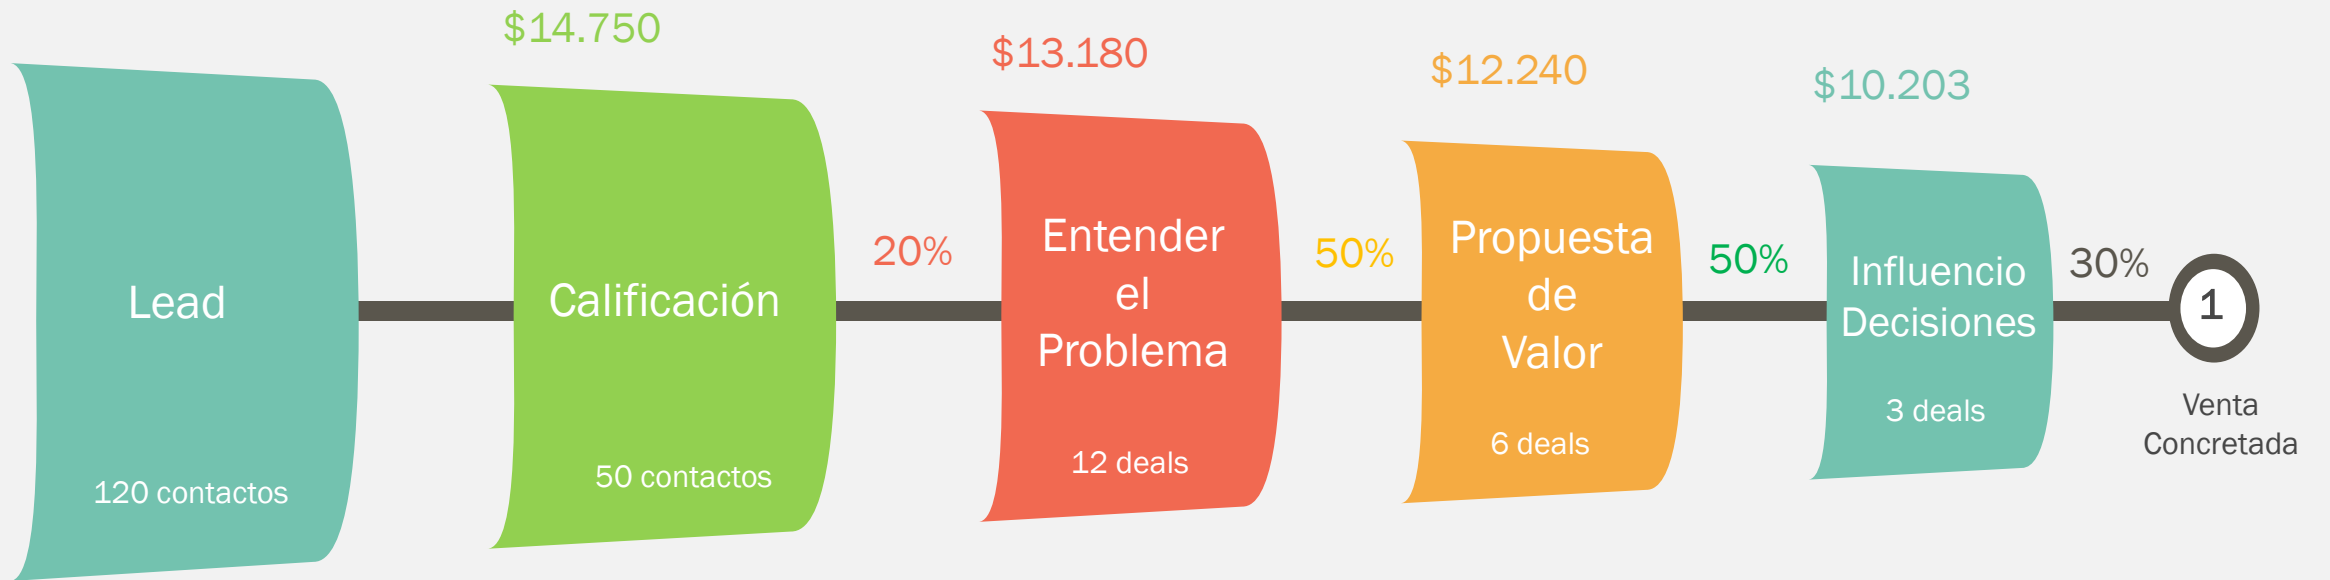 $14.750
$13.180
$12.240
$10.203
Lead
120 contactos
Calificación
50 contactos
20%
Entender
el
Problema
12 deals
50%
Propuesta
de
Valor
6 deals
50%
Influencio
Decisiones
3 deals
30%
1
Venta
Concretada